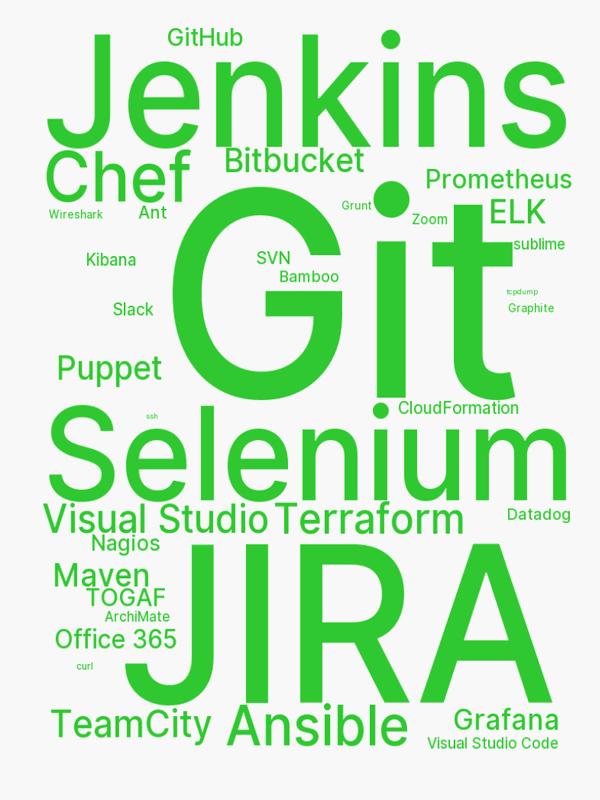 GitHub
Jenkins
Chef
Bitbucket
Prometheus
Wireshark
Ant
Grunt
Zoom
ELK
Git
sublime
Kibana
SVN
Bamboo
tcpdump
Slack
Graphite
Puppet
CloudFormation
ssh
Selenium
Visual Studio
Terraform
Datadog
Nagios
JIRA
Maven
TOGAF
ArchiMate
Office 365
curl
TeamCity
Ansible
Grafana
Visual Studio Code